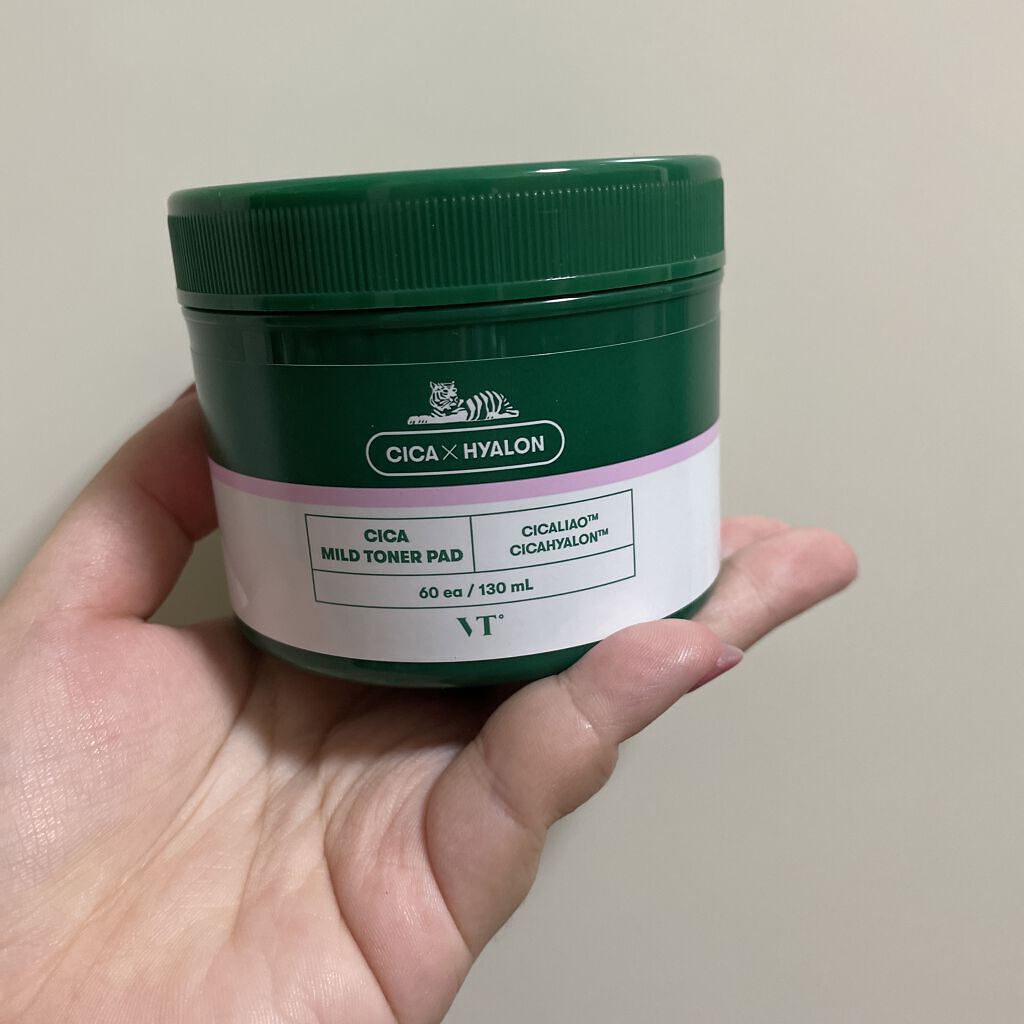 CICA × HYALON
CICA
MILD TONER PAD
CICALIAO™
CICAHYALON™
60 ea / 130 mL
VT